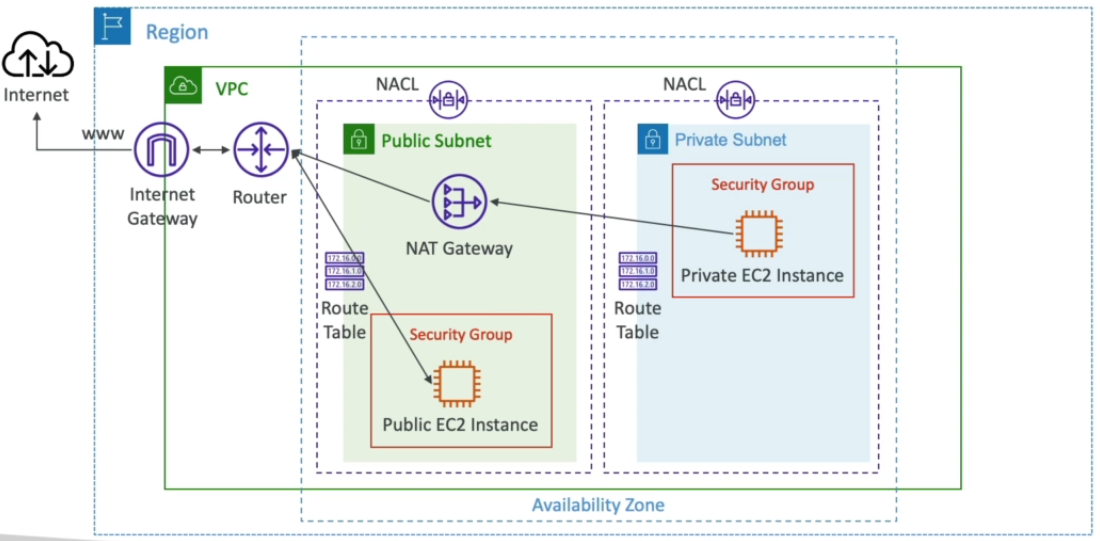 Region
Internet
VPC
www
Internet
Gateway
Router
NACL
Public Subnet
NAT Gateway
172.16.0.0
172.16.1.0
172.16.2.0
Route
Table
Security Group
Public EC2 Instance
NACL
Private Subnet
Security Group
Private EC2 Instance
172.16.0.0
172.16.1.0
172.16.2.0
Route
Table
Availability Zone